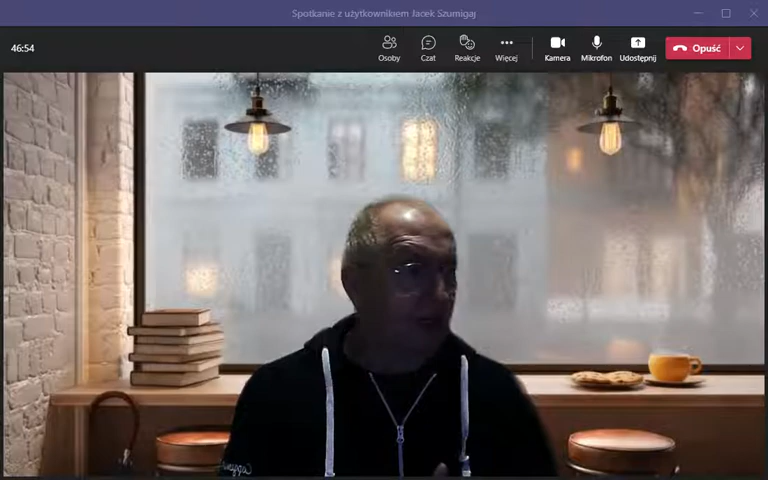 Spotkanie z użytkownikiem Jacek Szumigaj
46:54
Osoby
Czat
Reakcje
Więcej
Kamera
Mikrofon
Udostępnij
Opuść